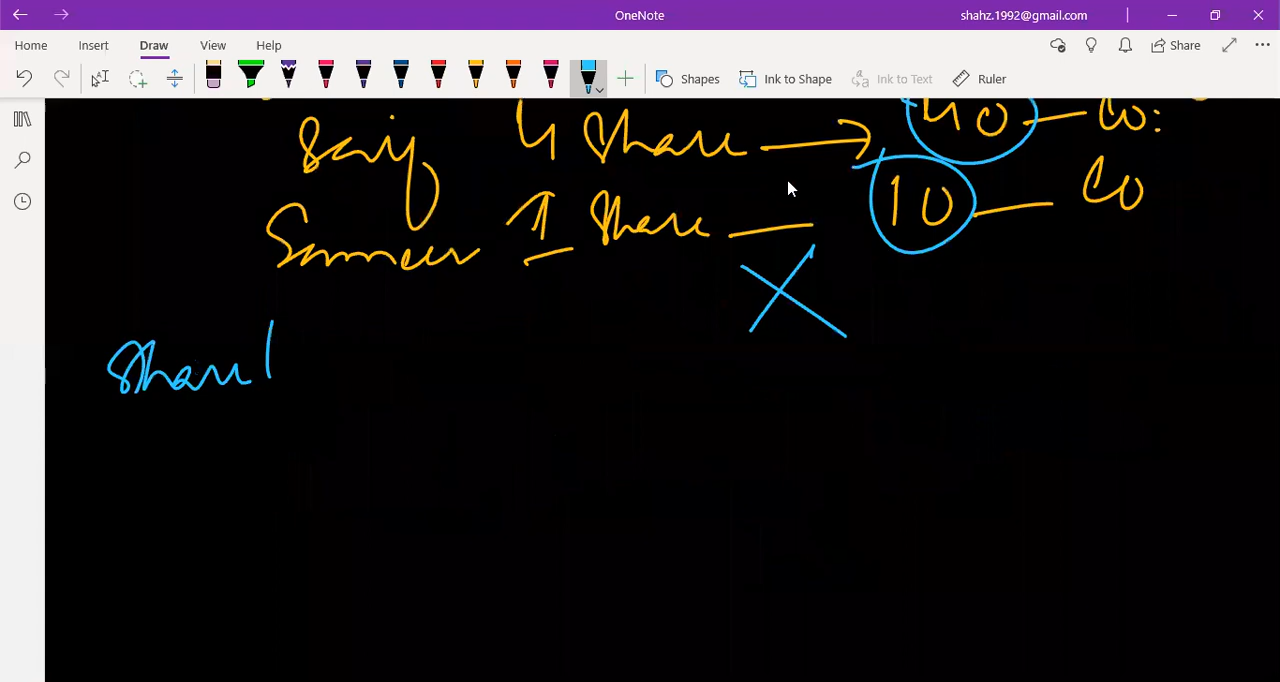 OneNote
shahz.1992@gmail.com
Home Insert Draw View Help
Share
Shapes Ink to Shape Ink to Text Ruler
4 Share 40 Co:
Sameer 1 Share 10 Co
Share